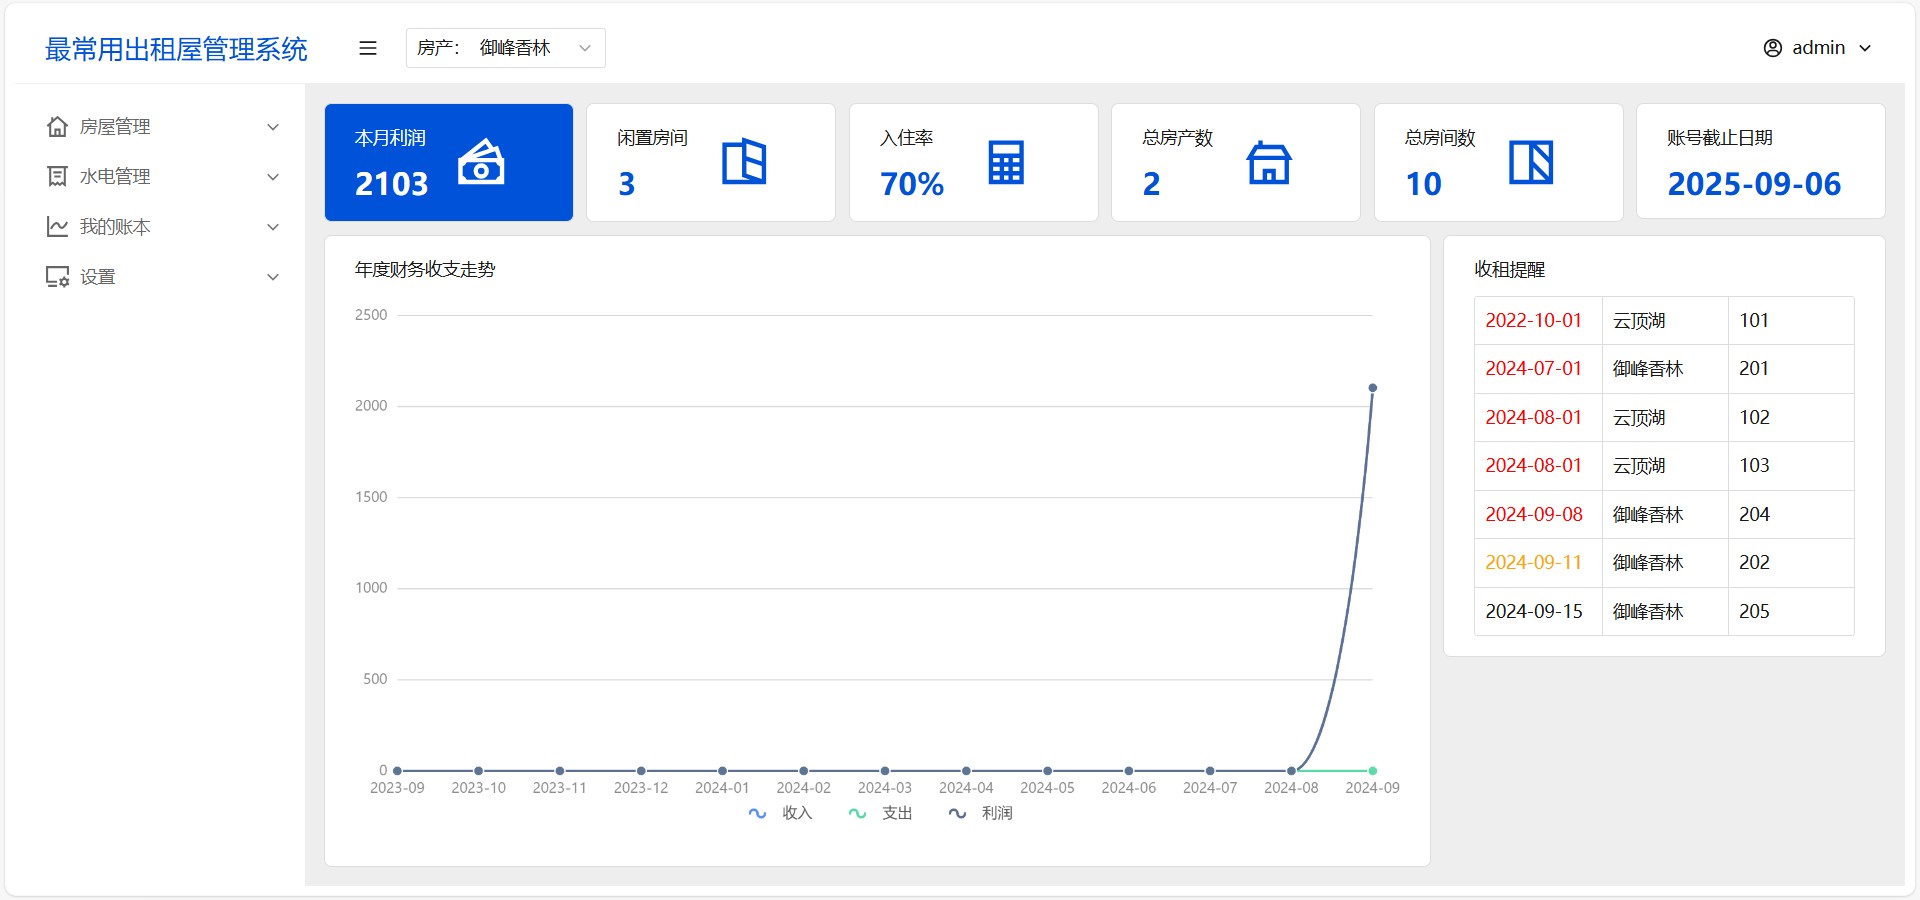 最常用出租屋管理系统
房产： 御峰香林
admin
房屋管理
水电管理
我的账本
设置
本月利润
2103
闲置房间
3
入住率
70%
总房产数
2
总房间数
10
账号截止日期
2025-09-06
年度财务收支走势
2500
2000
1500
1000
500
0
2023-09 2023-10 2023-11 2023-12 2024-01 2024-02 2024-03 2024-04 2024-05 2024-06 2024-07 2024-08 2024-09
收入 支出 利润
收租提醒
2022-10-01 云顶湖 101
2024-07-01 御峰香林 201
2024-08-01 云顶湖 102
2024-08-01 云顶湖 103
2024-09-08 御峰香林 204
2024-09-11 御峰香林 202
2024-09-15 御峰香林 205